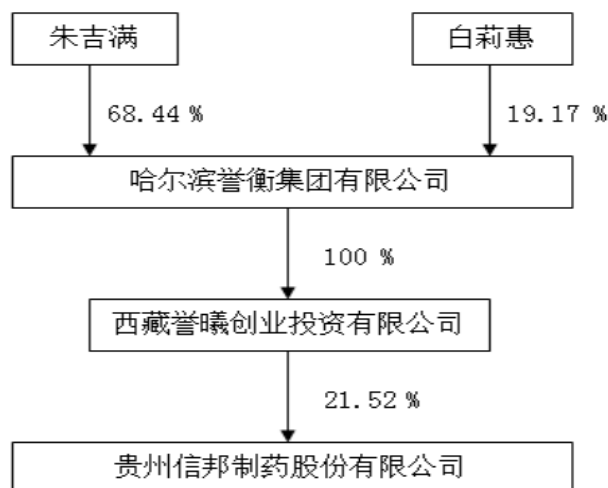 朱吉满
白莉惠
68.44 %
19.17 %
哈尔滨誉衡集团有限公司
100 %
西藏誉曦创业投资有限公司
21.52 %
贵州信邦制药股份有限公司